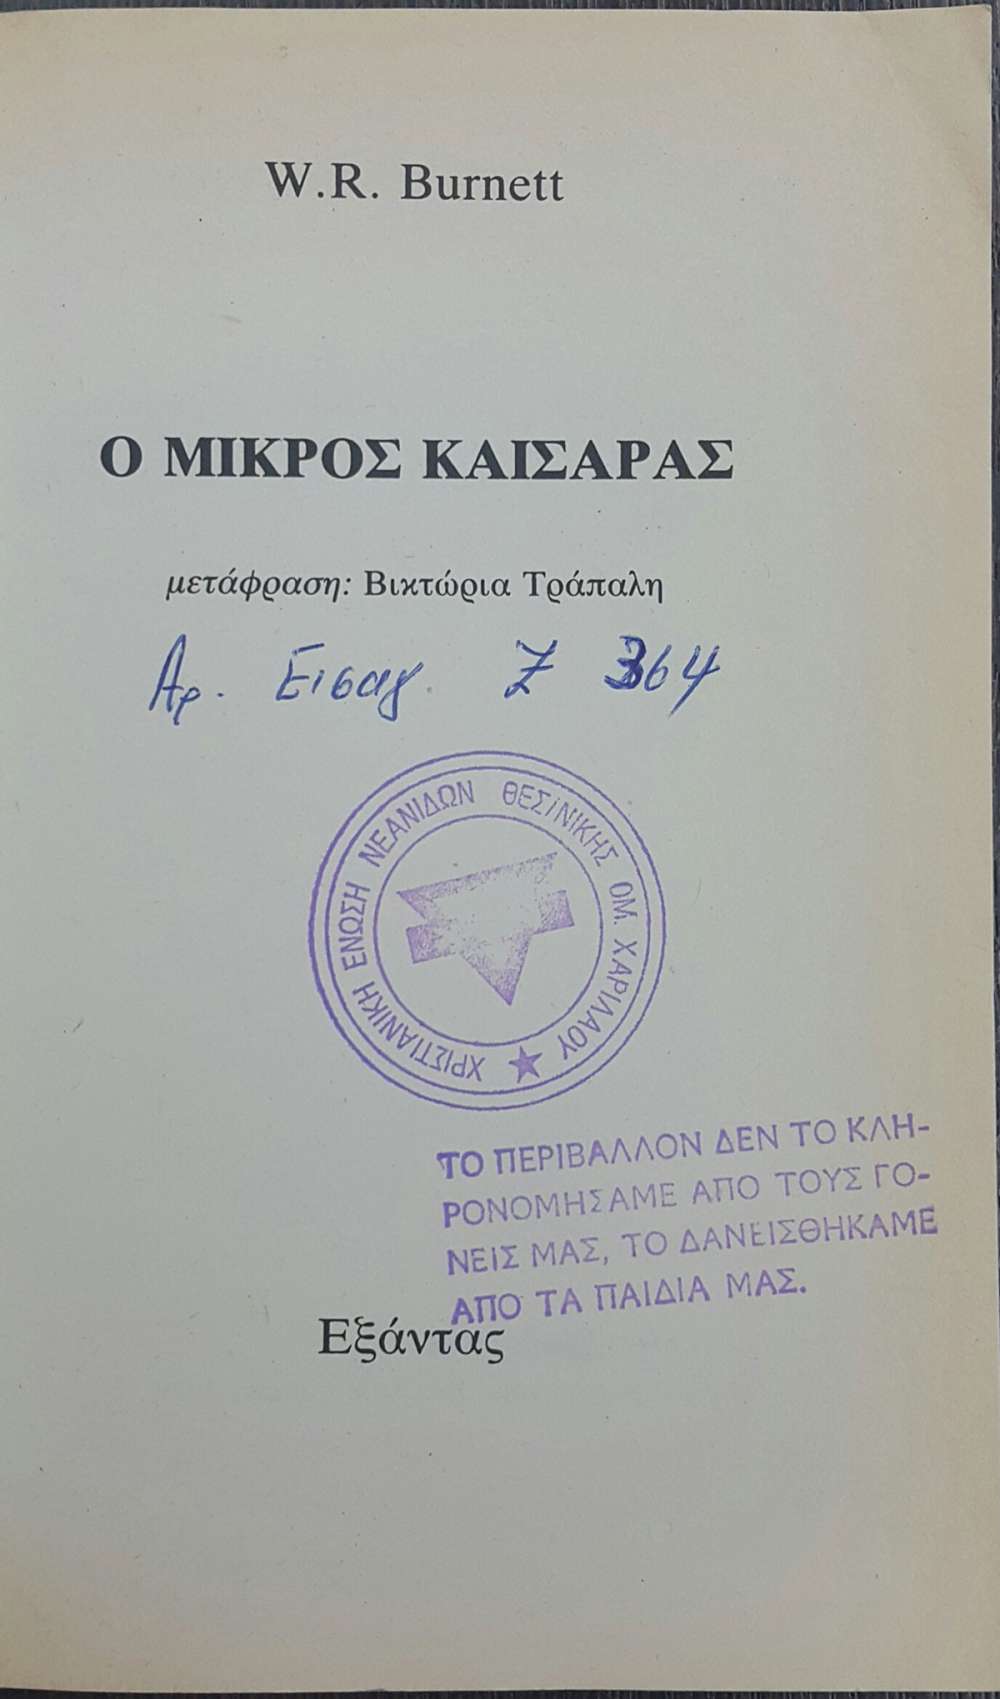 W.R. Burnett
Ο ΜΙΚΡΟΣ ΚΑΙΣΑΡΑΣ
μετάφραση: Βικτώρια Τράπαλη
Αρ. Εισαγ. Ζ 364
ΧΡΙΣΤΙΑΝΙΚΗ ΕΝΩΣΗ ΝΕΑΝΙΔΩΝ ΘΕΣ/ΝΙΚΗΣ ΟΜ. ΧΑΡΙΛΑΟΥ ★
ΤΟ ΠΕΡΙΒΑΛΛΟΝ ΔΕΝ ΤΟ ΚΛΗ-
ΡΟΝΟΜΗΣΑΜΕ ΑΠΟ ΤΟΥΣ ΓΟ-
ΝΕΙΣ ΜΑΣ, ΤΟ ΔΑΝΕΙΣΘΗΚΑΜΕ
ΑΠΟ ΤΑ ΠΑΙΔΙΑ ΜΑΣ.
Εξάντας